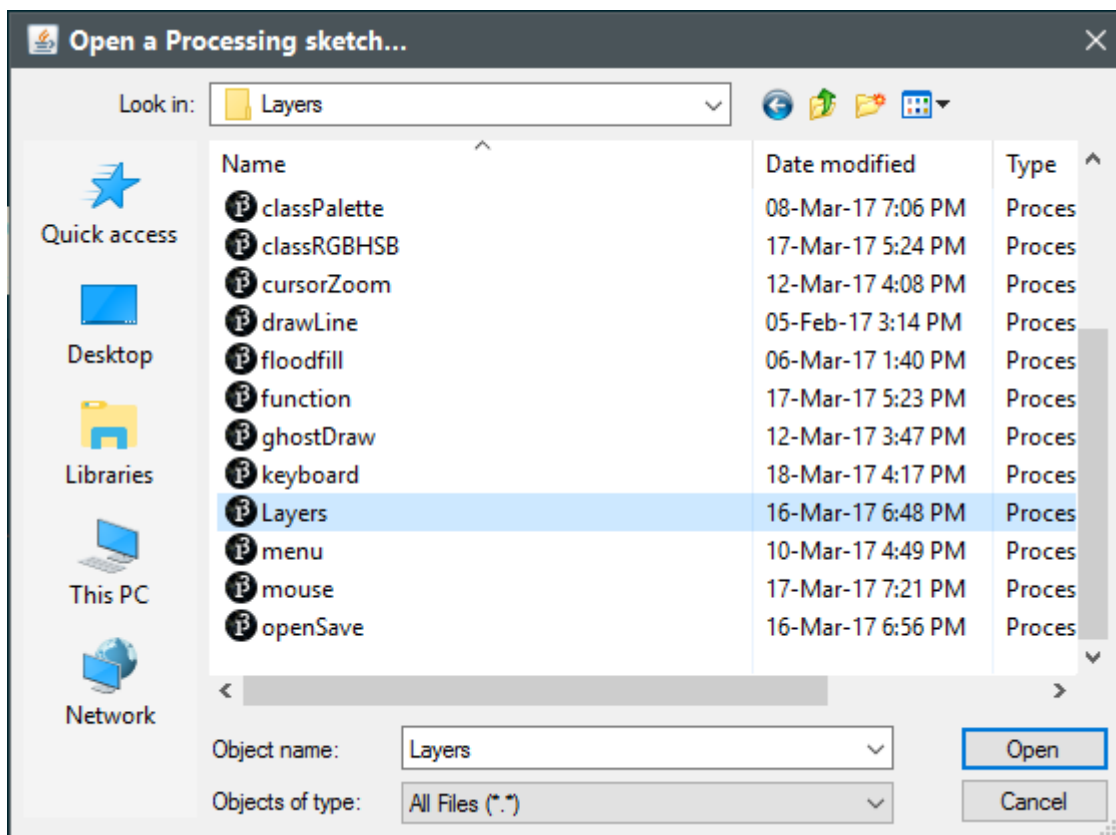 Open a Processing sketch...
Look in: Layers
Name Date modified Type
classPalette 08-Mar-17 7:06 PM Proces
classRGBHSB 17-Mar-17 5:24 PM Proces
cursorZoom 12-Mar-17 4:08 PM Proces
drawLine 05-Feb-17 3:14 PM Proces
floodfill 06-Mar-17 1:40 PM Proces
function 17-Mar-17 5:23 PM Proces
ghostDraw 12-Mar-17 3:47 PM Proces
keyboard 18-Mar-17 4:17 PM Proces
Layers 16-Mar-17 6:48 PM Proces
menu 10-Mar-17 4:49 PM Proces
mouse 17-Mar-17 7:21 PM Proces
openSave 16-Mar-17 6:56 PM Proces
Quick access
Desktop
Libraries
This PC
Network
Object name: Layers Open
Objects of type: All Files (*.*) Cancel